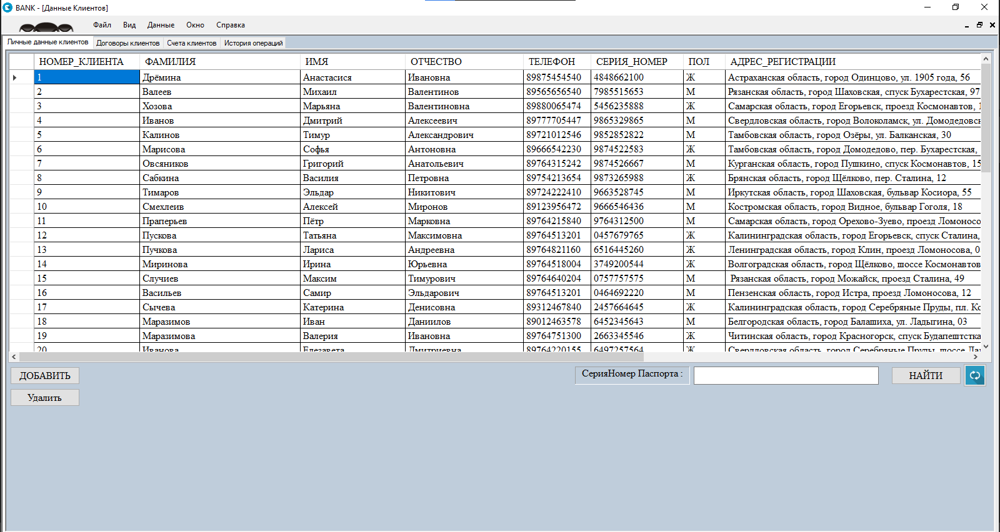 BANK - [Данные Клиентов]
Файл Вид Данные Окно Справка
Личные данные клиентов Договоры клиентов Счета клиентов История операций
НОМЕР_КЛИЕНТА ФАМИЛИЯ ИМЯ ОТЧЕСТВО ТЕЛЕФОН СЕРИЯ_НОМЕР ПОЛ АДРЕС_РЕГИСТРАЦИИ
1 Дрёмина Анастасися Ивановна 89875454540 4848662100 Ж Астраханская область, город Одинцово, ул. 1905 года, 56
2 Валеев Михаил Валентинов 89565656540 7985515653 М Рязанская область, город Шаховская, спуск Бухарестская, 97
3 Хозова Марьяна Валентиновна 89880065474 5456235888 Ж Самарская область, город Егорьевск, проезд Космонавтов, 1
4 Иванов Дмитрий Алексеевич 89777705447 9865329865 М Свердловская область, город Волоколамск, ул. Домодедовск
5 Калинов Тимур Александрович 89721012546 9852852822 М Тамбовская область, город Озёры, ул. Балканская, 30
6 Марисова Софья Антоновна 89666542230 9874522583 Ж Тамбовская область, город Домодедово, пер. Бухарестская,
7 Овсяников Григорий Анатольевич 89764315242 9874526667 М Курганская область, город Пушкино, спуск Космонавтов, 15
8 Сабкина Василия Петровна 89754213654 9873265988 Ж Брянская область, город Щёлково, пер. Сталина, 12
9 Тимаров Эльдар Никитович 89724222410 9663528745 М Иркутская область, город Шаховская, бульвар Косиора, 55
10 Смехлеив Алексей Миронов 89123956472 9666546436 М Костромская область, город Видное, бульвар Гоголя, 18
11 Праперьев Пётр Марковна 89764215840 9764312500 М Самарская область, город Орехово-Зуево, проезд Ломоносо
12 Пускова Татьяна Максимовна 89764513201 0457679765 Ж Калининградская область, город Егорьевск, спуск Сталина,
13 Пучкова Лариса Андреевна 89764821160 6516445260 Ж Ленинградская область, город Клин, проезд Ломоносова, 0
14 Миринова Ирина Юрьевна 89764518004 3749200544 Ж Волгоградская область, город Щёлково, шоссе Космонавтов
15 Случиев Максим Тимурович 89764640204 0757757575 М Рязанская область, город Можайск, проезд Сталина, 49
16 Васильев Самир Эльдарович 89764513201 0464692220 М Пензенская область, город Истра, проезд Ломоносова, 12
17 Сычева Катерина Денисовна 89312467840 2457664645 Ж Калининградская область, город Серебряные Пруды, пл. Кс
18 Маразимов Иван Даниилов 89012463578 6452345643 М Белгородская область, город Балашиха, ул. Ладыгина, 03
19 Маразимова Валерия Ивановна 89764751300 2663345546 Ж Читинская область, город Красногорск, спуск Будапештстка
20 Иванова Елезавета Дмитриевна 89764220155 6497257564 Ж Свердловская область, город Серебряные Пруды, шоссе
ДОБАВИТЬ СерияНомер Паспорта : НАЙТИ
Удалить